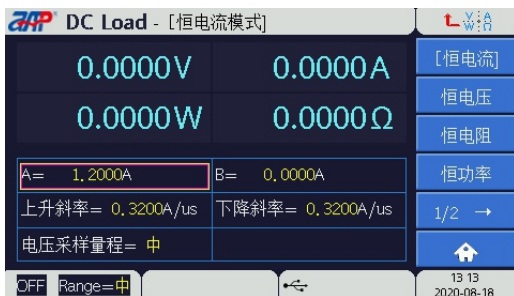 ZAP DC Load - [恒电流模式]
0.0000V 0.0000A
0.0000W 0.0000Ω
A= 1.2000A B= 0.0000A
上升斜率= 0.3200A/us 下降斜率= 0.3200A/us
电压采样量程= 中
OFF Range=中
[恒电流]
恒电压
恒电阻
恒功率
1/2 →
13 13
2020-08-18